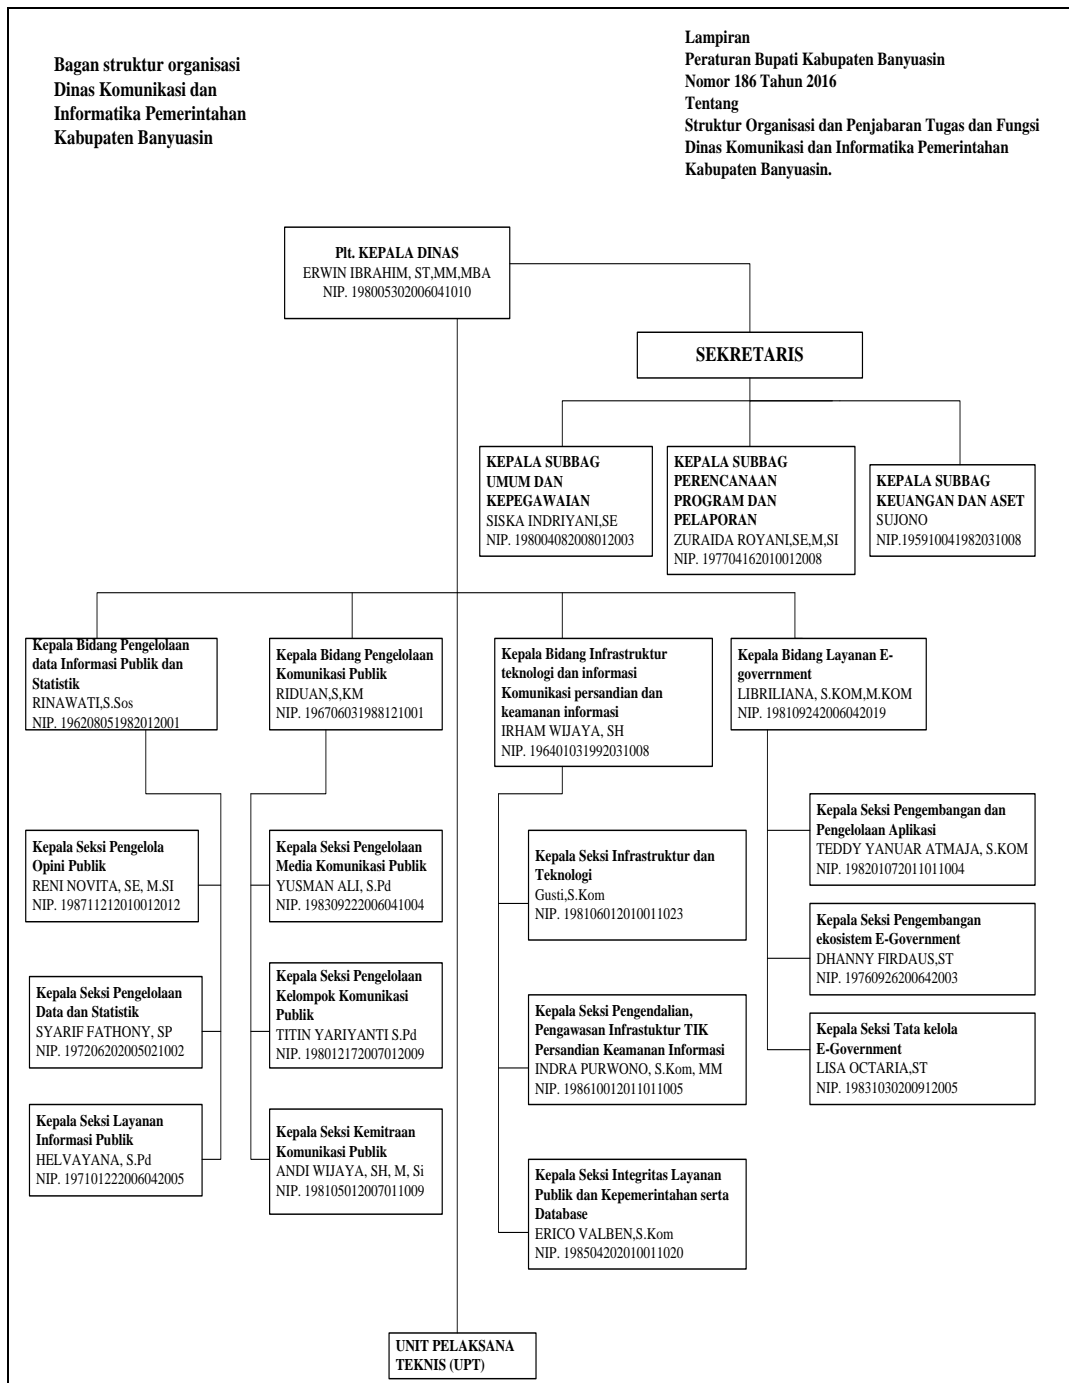 Bagan struktur organisasi
Dinas Komunikasi dan
Informatika Pemerintahan
Kabupaten Banyuasin
Lampiran
Peraturan Bupati Kabupaten Banyuasin
Nomor 186 Tahun 2016
Tentang
Struktur Organisasi dan Penjabaran Tugas dan Fungsi
Dinas Komunikasi dan Informatika Pemerintahan
Kabupaten Banyuasin.
Plt. KEPALA DINAS
ERWIN IBRAHIM, ST,MM,MBA
NIP. 198005302006041010
SEKRETARIS
KEPALA SUBBAG
UMUM DAN
KEPEGAWAIAN
SISKA INDRIYANI,SE
NIP. 198004082008012003
KEPALA SUBBAG
PERENCANAAN
PROGRAM DAN
PELAPORAN
ZURAIDA ROYANI,SE,M,SI
NIP. 197704162010012008
KEPALA SUBBAG
KEUANGAN DAN ASET
SUJONO
NIP.195910041982031008
Kepala Bidang Pengelolaan
data Informasi Publik dan
Statistik
RINAWATI,S.Sos
NIP. 196208051982012001
Kepala Bidang Pengelolaan
Komunikasi Publik
RIDUAN,S,KM
NIP. 196706031988121001
Kepala Bidang Infrastruktur
teknologi dan informasi
Komunikasi persandian dan
keamanan informasi
IRHAM WIJAYA, SH
NIP. 196401031992031008
Kepala Bidang Layanan E-
goverrnment
LIBRILIANA, S.KOM,M.KOM
NIP. 198109242006042019
Kepala Seksi Pengelola
Opini Publik
RENI NOVITA, SE, M.SI
NIP. 198711212010012012
Kepala Seksi Pengelolaan
Data dan Statistik
SYARIF FATHONY, SP
NIP. 197206202005021002
Kepala Seksi Layanan
Informasi Publik
HELVAYANA, S.Pd
NIP. 197101222006042005
Kepala Seksi Pengelolaan
Media Komunikasi Publik
YUSMAN ALI, S.Pd
NIP. 198309222006041004
Kepala Seksi Pengelolaan
Kelompok Komunikasi
Publik
TITIN YARIYANTI S.Pd
NIP. 198012172007012009
Kepala Seksi Kemitraan
Komunikasi Publik
ANDI WIJAYA, SH, M, Si
NIP. 198105012007011009
Kepala Seksi Infrastruktur dan
Teknologi
Gusti,S.Kom
NIP. 198106012010011023
Kepala Seksi Pengendalian,
Pengawasan Infrastuktur TIK
Persandian Keamanan Informasi
INDRA PURWONO, S.Kom, MM
NIP. 198610012011011005
Kepala Seksi Integritas Layanan
Publik dan Kepemerintahan serta
Database
ERICO VALBEN,S.Kom
NIP. 198504202010011020
Kepala Seksi Pengembangan dan
Pengelolaan Aplikasi
TEDDY YANUAR ATMAJA, S.KOM
NIP. 198201072011011004
Kepala Seksi Pengembangan
ekosistem E-Government
DHANNY FIRDAUS,ST
NIP. 19760926200642003
Kepala Seksi Tata kelola
E-Government
LISA OCTARIA,ST
NIP. 19831030200912005
UNIT PELAKSANA
TEKNIS (UPT)